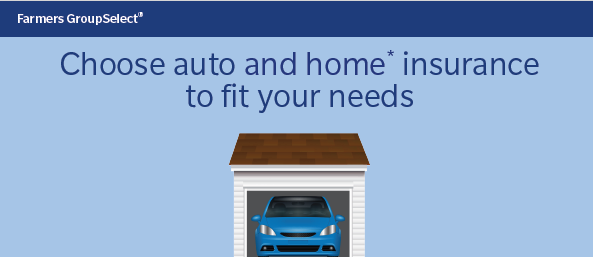 Farmers GroupSelect®
Choose auto and home* insurance
to fit your needs